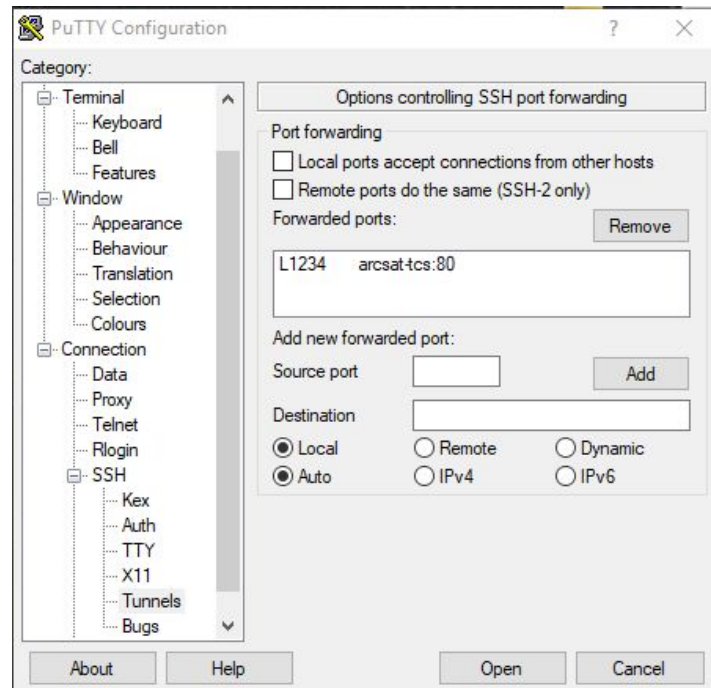 PuTTY Configuration
?
Category:
Terminal
Keyboard
Bell
Features
Window
Appearance
Behaviour
Translation
Selection
Colours
Connection
Data
Proxy
Telnet
Rlogin
SSH
Kex
Auth
TTY
X11
Tunnels
Bugs
Options controlling SSH port forwarding
Port forwarding
Local ports accept connections from other hosts
Remote ports do the same (SSH-2 only)
Forwarded ports:
Remove
L1234 arcsat-tcs:80
Add new forwarded port:
Source port
Add
Destination
Local Remote Dynamic
Auto IPv4 IPv6
About Help Open Cancel